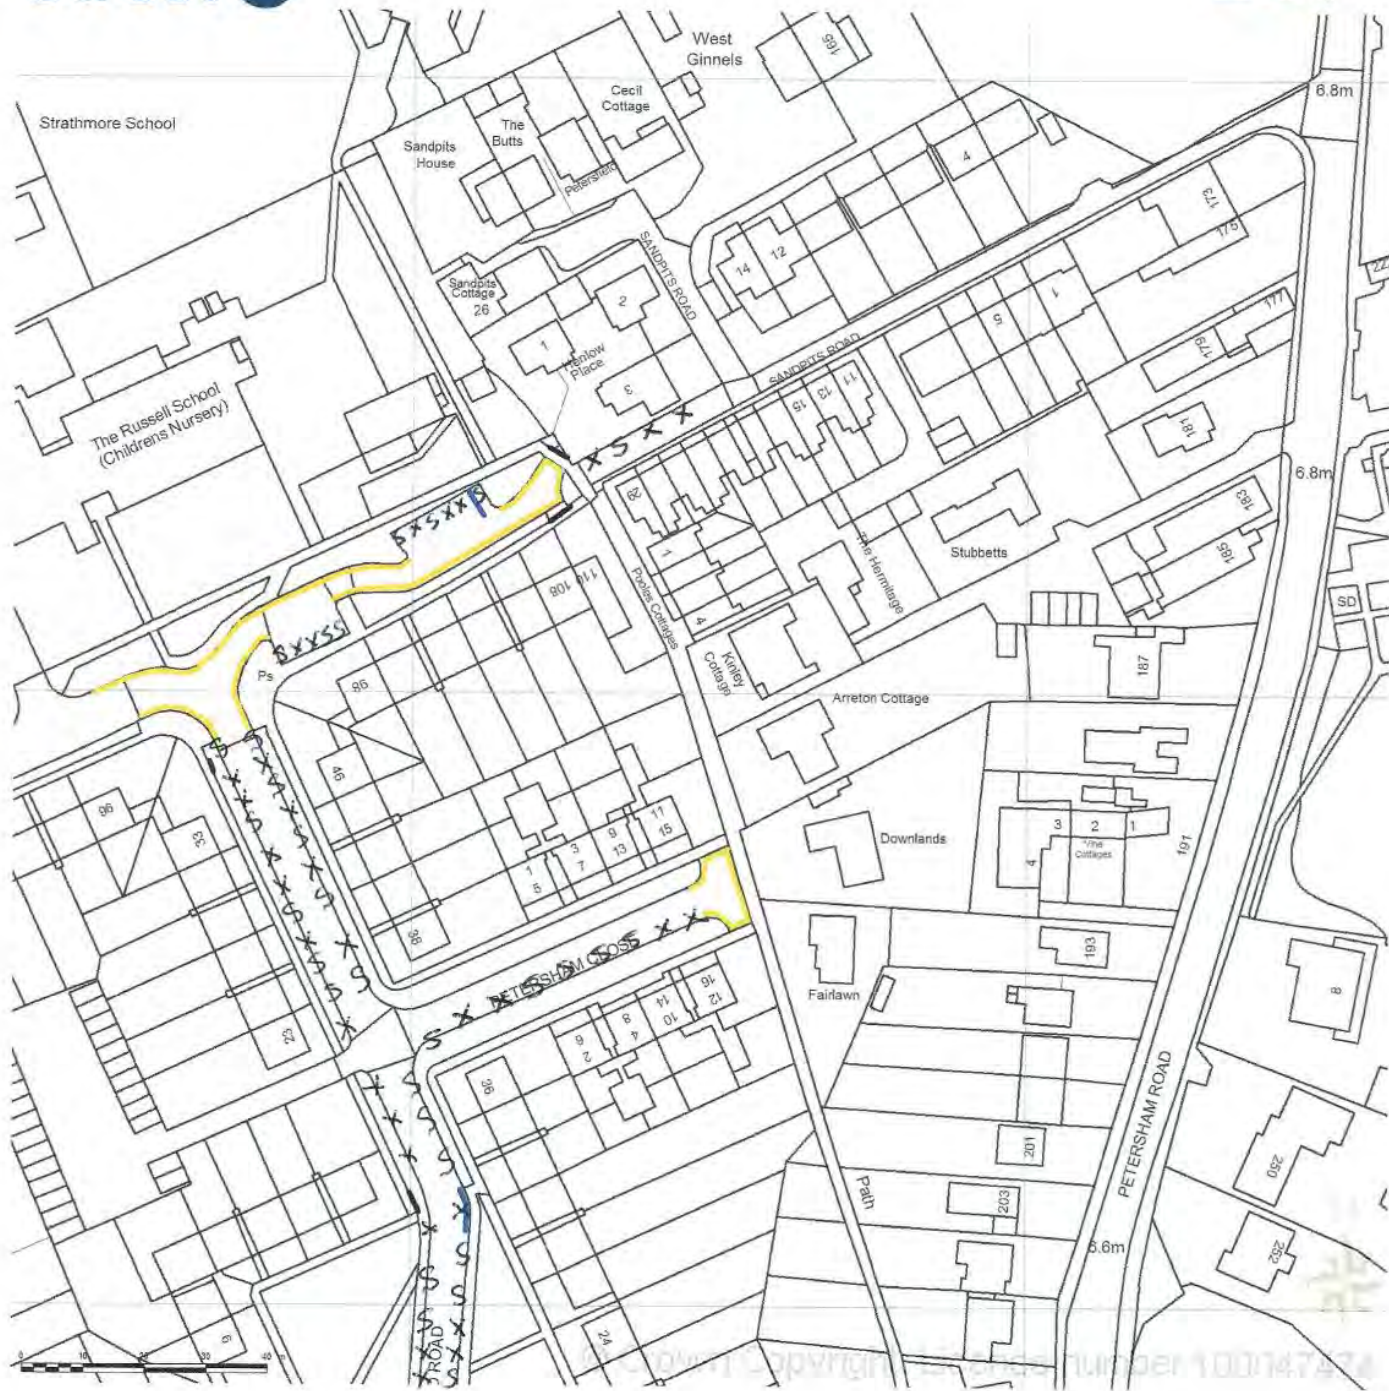 West
Ginnels
165
6.8m
Strathmore School
Cecil
Cottage
The
Butts
Sandpits
House
Petersfield
4
173
175
SANDPITS ROAD
14
12
Sandpits
Cottage
26
2
1
Henlow
Place
3
SANDPITS ROAD
5
1
177
179
11
13
15
181
The Russell School
(Childrens Nursery)
X S X X
S X S X X S
29
6.8m
183
185
1
4
The Hermitage
Stubbetts
110 108
Pooles Cottages
SD
S X X S S
Ps
98
Kinley
Cottage
187
Arreton Cottage
46
96
33
1
5
3
7
9
13
11
15
Downlands
3
2
1
4
Vine
Cottages
191
38
PETERSHAM CLOSE
193
Fairlawn
8
23
2
6
4
8
10
14
12
16
36
PETERSHAM ROAD
201
203
250
252
Path
6.6m
9
24
ROAD
0
10
20
30
40
© Crown Copyright License number 100047474